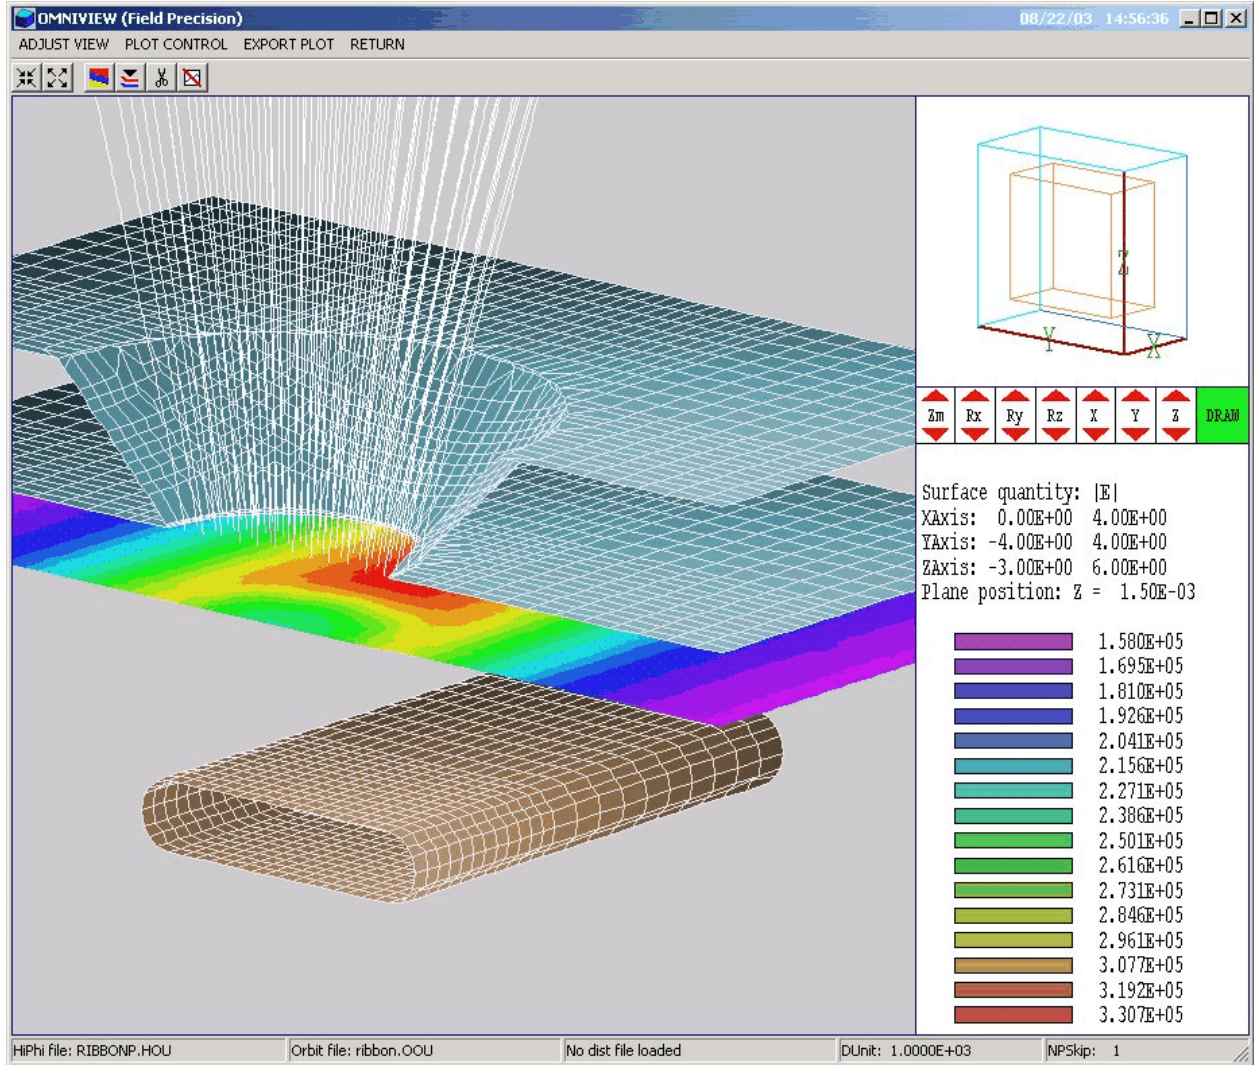 OMNIVIEW (Field Precision) 08/22/03 14:56:36
ADJUST VIEW PLOT CONTROL EXPORT PLOT RETURN
Z
Y X
Zm Rx Ry Rz X Y Z DRAW
Surface quantity: |E|
XAxis: 0.00E+00 4.00E+00
YAxis: -4.00E+00 4.00E+00
ZAxis: -3.00E+00 6.00E+00
Plane position: Z = 1.50E-03
1.580E+05
1.695E+05
1.810E+05
1.926E+05
2.041E+05
2.156E+05
2.271E+05
2.386E+05
2.501E+05
2.616E+05
2.731E+05
2.846E+05
2.961E+05
3.077E+05
3.192E+05
3.307E+05
HiPhi file: RIBBONP.HOU Orbit file: ribbon.OOU No dist file loaded DUnit: 1.0000E+03 NPSkip: 1